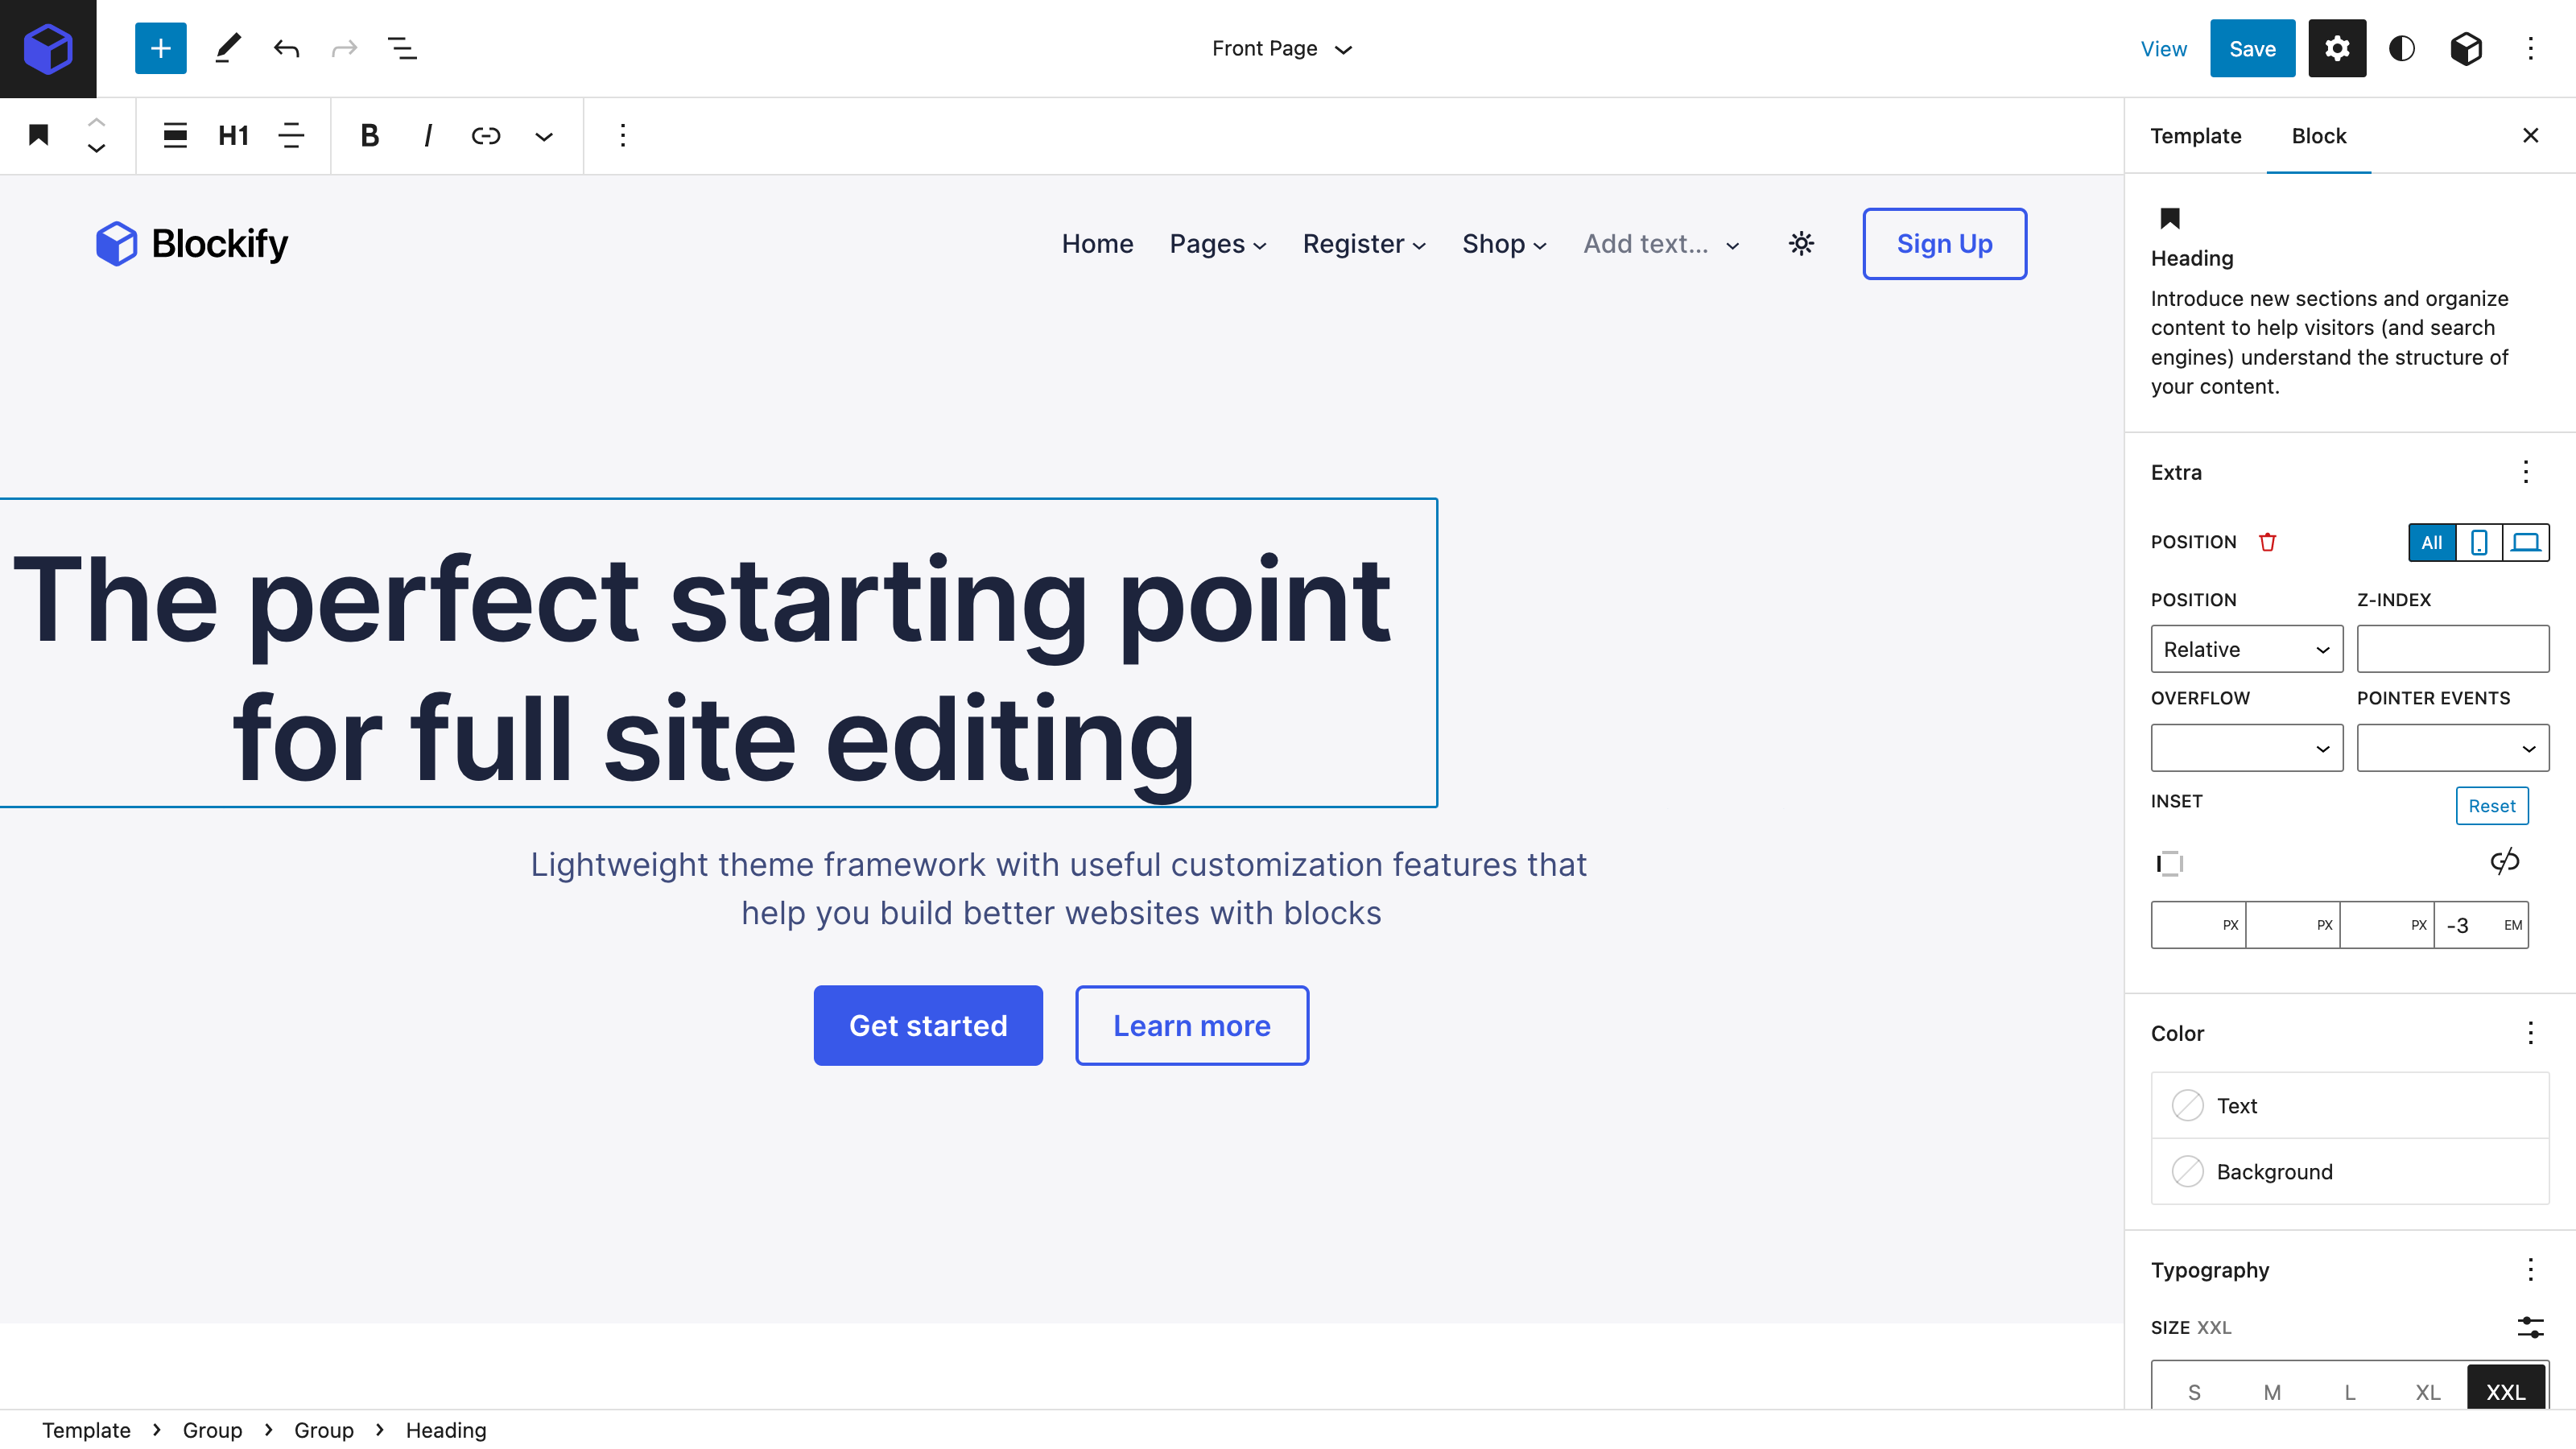 Front Page
View
Save
H1
B
I
Template
Block
Blockify
Home
Pages
Register
Shop
Add text...
Sign Up
The perfect starting point
for full site editing
Lightweight theme framework with useful customization features that
help you build better websites with blocks
Get started
Learn more
Heading
Introduce new sections and organize
content to help visitors (and search
engines) understand the structure of
your content.
Extra
POSITION
All
POSITION
Z-INDEX
Relative
OVERFLOW
POINTER EVENTS
INSET
Reset
PX
PX
PX
-3
EM
Color
Text
Background
Typography
SIZE XXL
S
M
L
XL
XXL
Template
Group
Group
Heading